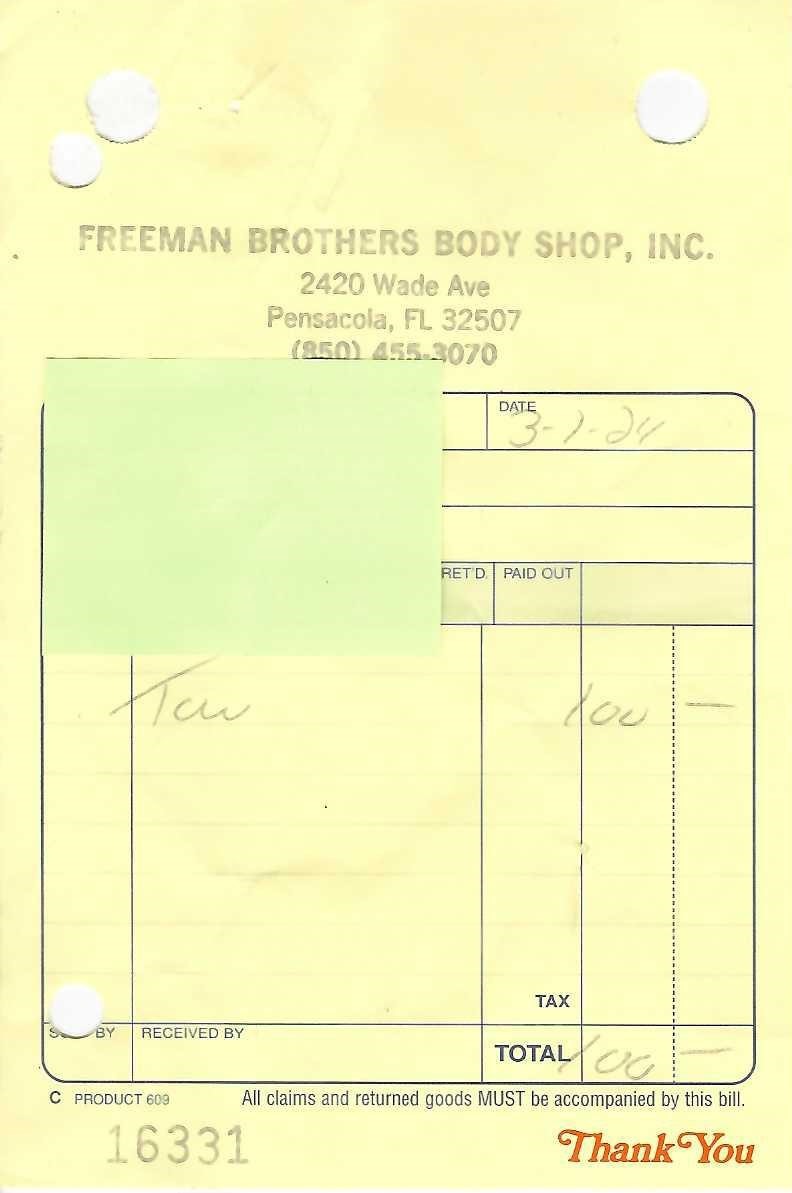 FREEMAN BROTHERS BODY SHOP, INC.
2420 Wade Ave
Pensacola, FL 32507
(850) 455-3070
DATE
3-1-24
RET'D. PAID OUT
Tow 100 —
TAX
BY RECEIVED BY
TOTAL 100 —
C PRODUCT 609 All claims and returned goods MUST be accompanied by this bill.
16331 Thank You